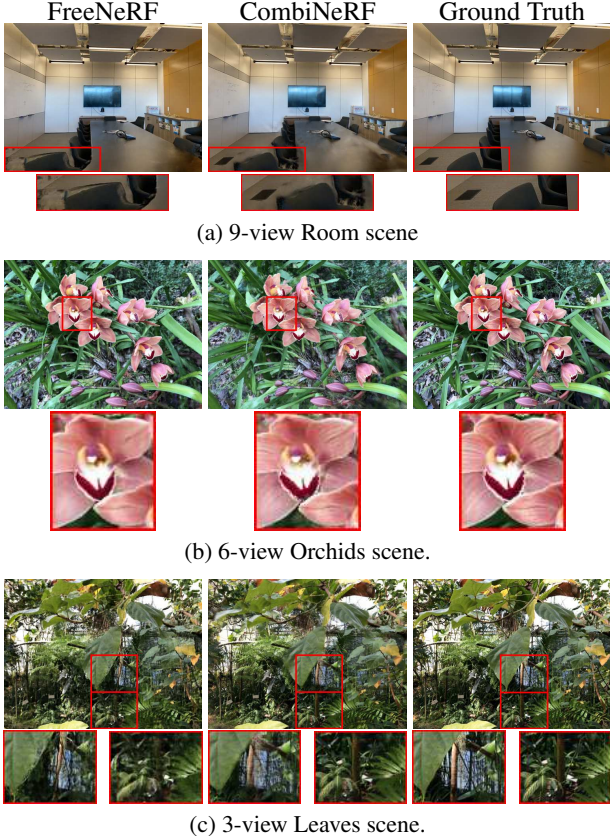 FreeNeRF CombiNeRF Ground Truth
(a) 9-view Room scene
(b) 6-view Orchids scene.
(c) 3-view Leaves scene.